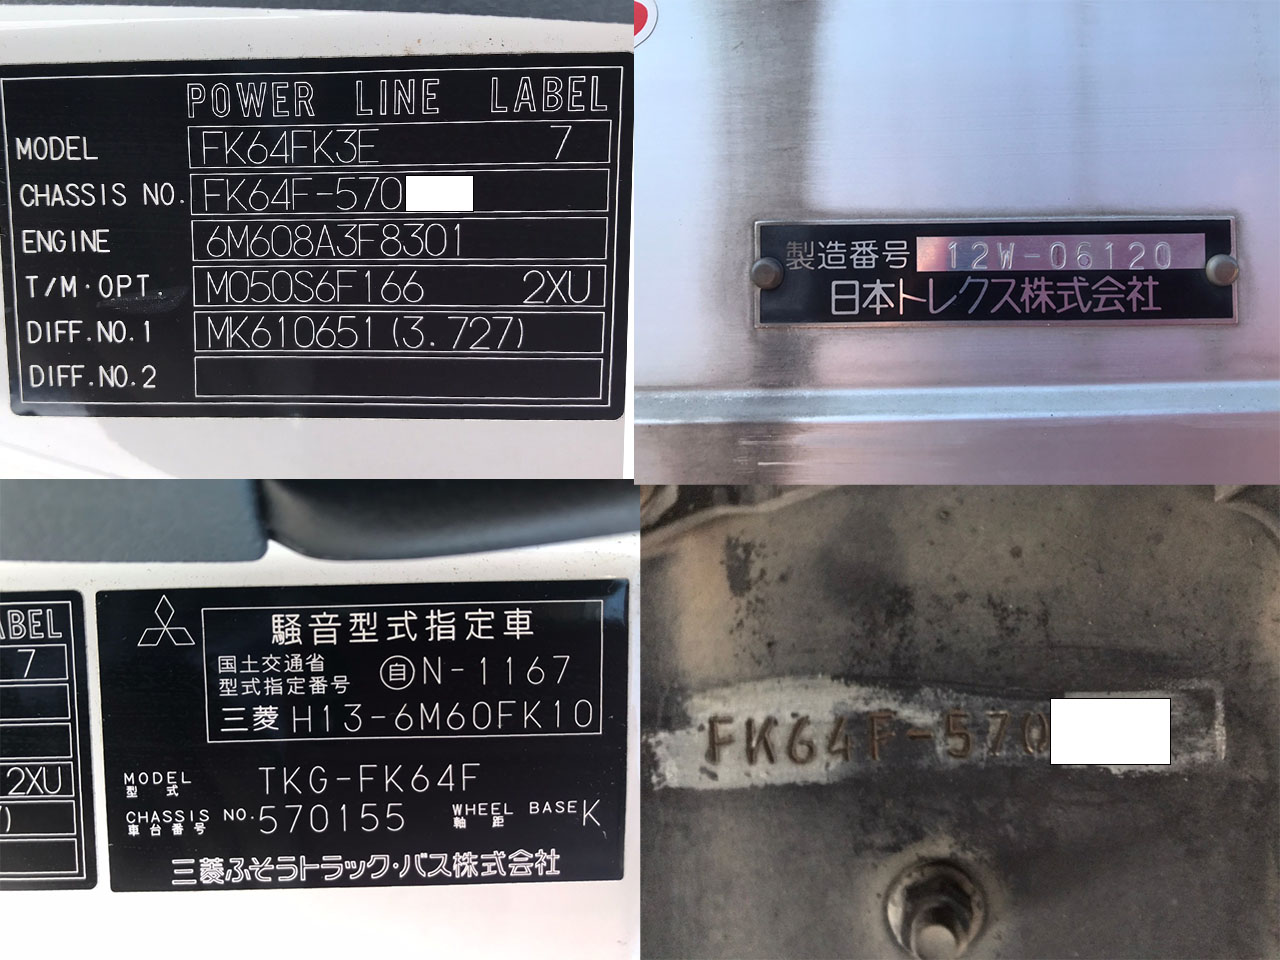 POWER LINE LABEL
MODEL FK64FK3E 7
CHASSIS NO. FK64F-570
ENGINE 6M608A3F8301
T/M・OPT. M050S6F166 2XU
DIFF.NO.1 MK610651(3.727)
DIFF.NO.2
製造番号 12W-06120
日本トレクス株式会社
ABEL
7
2XU
)
騒音型式指定車
国土交通省
型式指定番号 自N-1167
三菱 H13-6M60FK10
MODEL
型式 TKG-FK64F
CHASSIS NO.
車台番号 570155
WHEEL BASE
軸距 K
三菱ふそうトラック・バス株式会社
FK64F-570